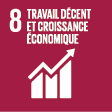 8 TRAVAIL DÉCENT
ET CROISSANCE
ÉCONOMIQUE